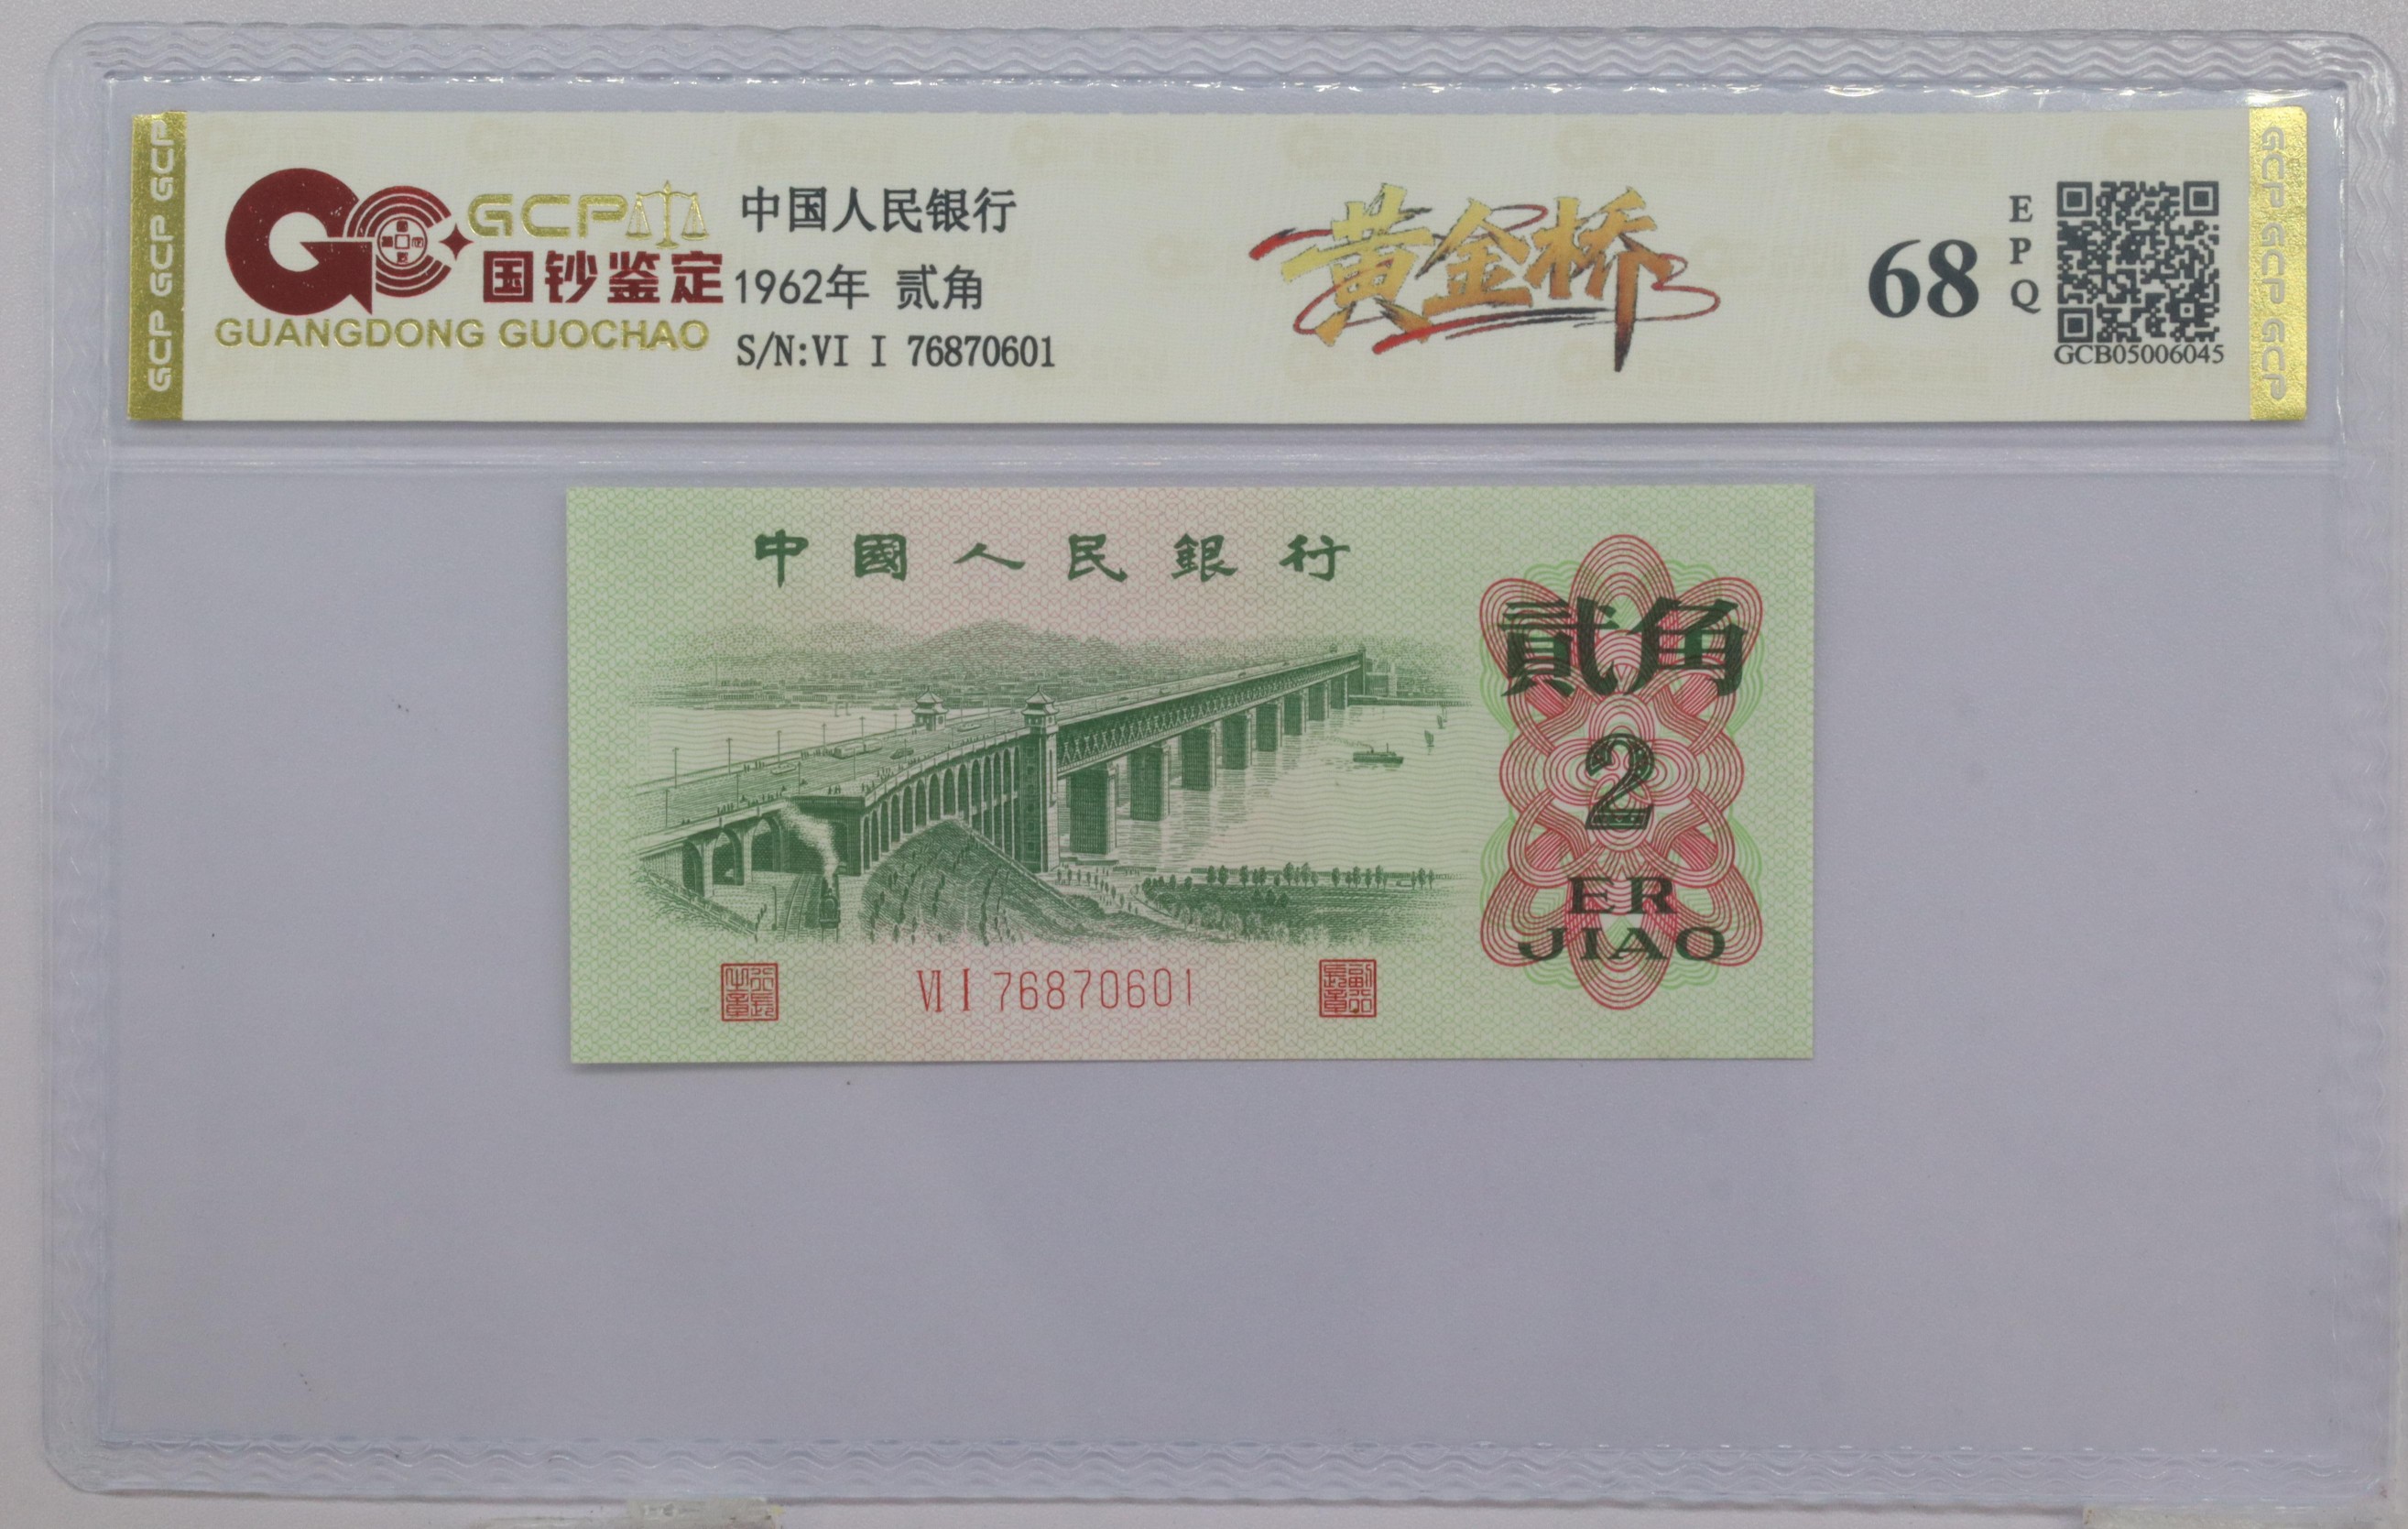 GCP GCP GCP
GCP
国钞鉴定
GUANGDONG GUOCHAO
中国人民银行
1962年 贰角
S/N:VI I 76870601
黄金桥
68
EPQ
GCB05006045
GCP GCP GCP
中國人民銀行
貳角
2
ER
JIAO
VI I 76870601